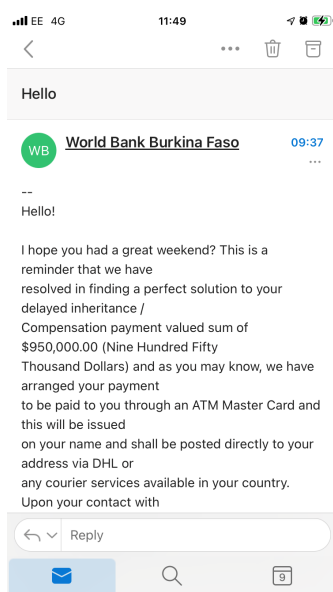 EE 4G 11:49
Hello
WB World Bank Burkina Faso 09:37
--
Hello!
I hope you had a great weekend? This is a
reminder that we have
resolved in finding a perfect solution to your
delayed inheritance /
Compensation payment valued sum of
$950,000.00 (Nine Hundred Fifty
Thousand Dollars) and as you may know, we have
arranged your payment
to be paid to you through an ATM Master Card and
this will be issued
on your name and shall be posted directly to your
address via DHL or
any courier services available in your country.
Upon your contact with
Reply
9